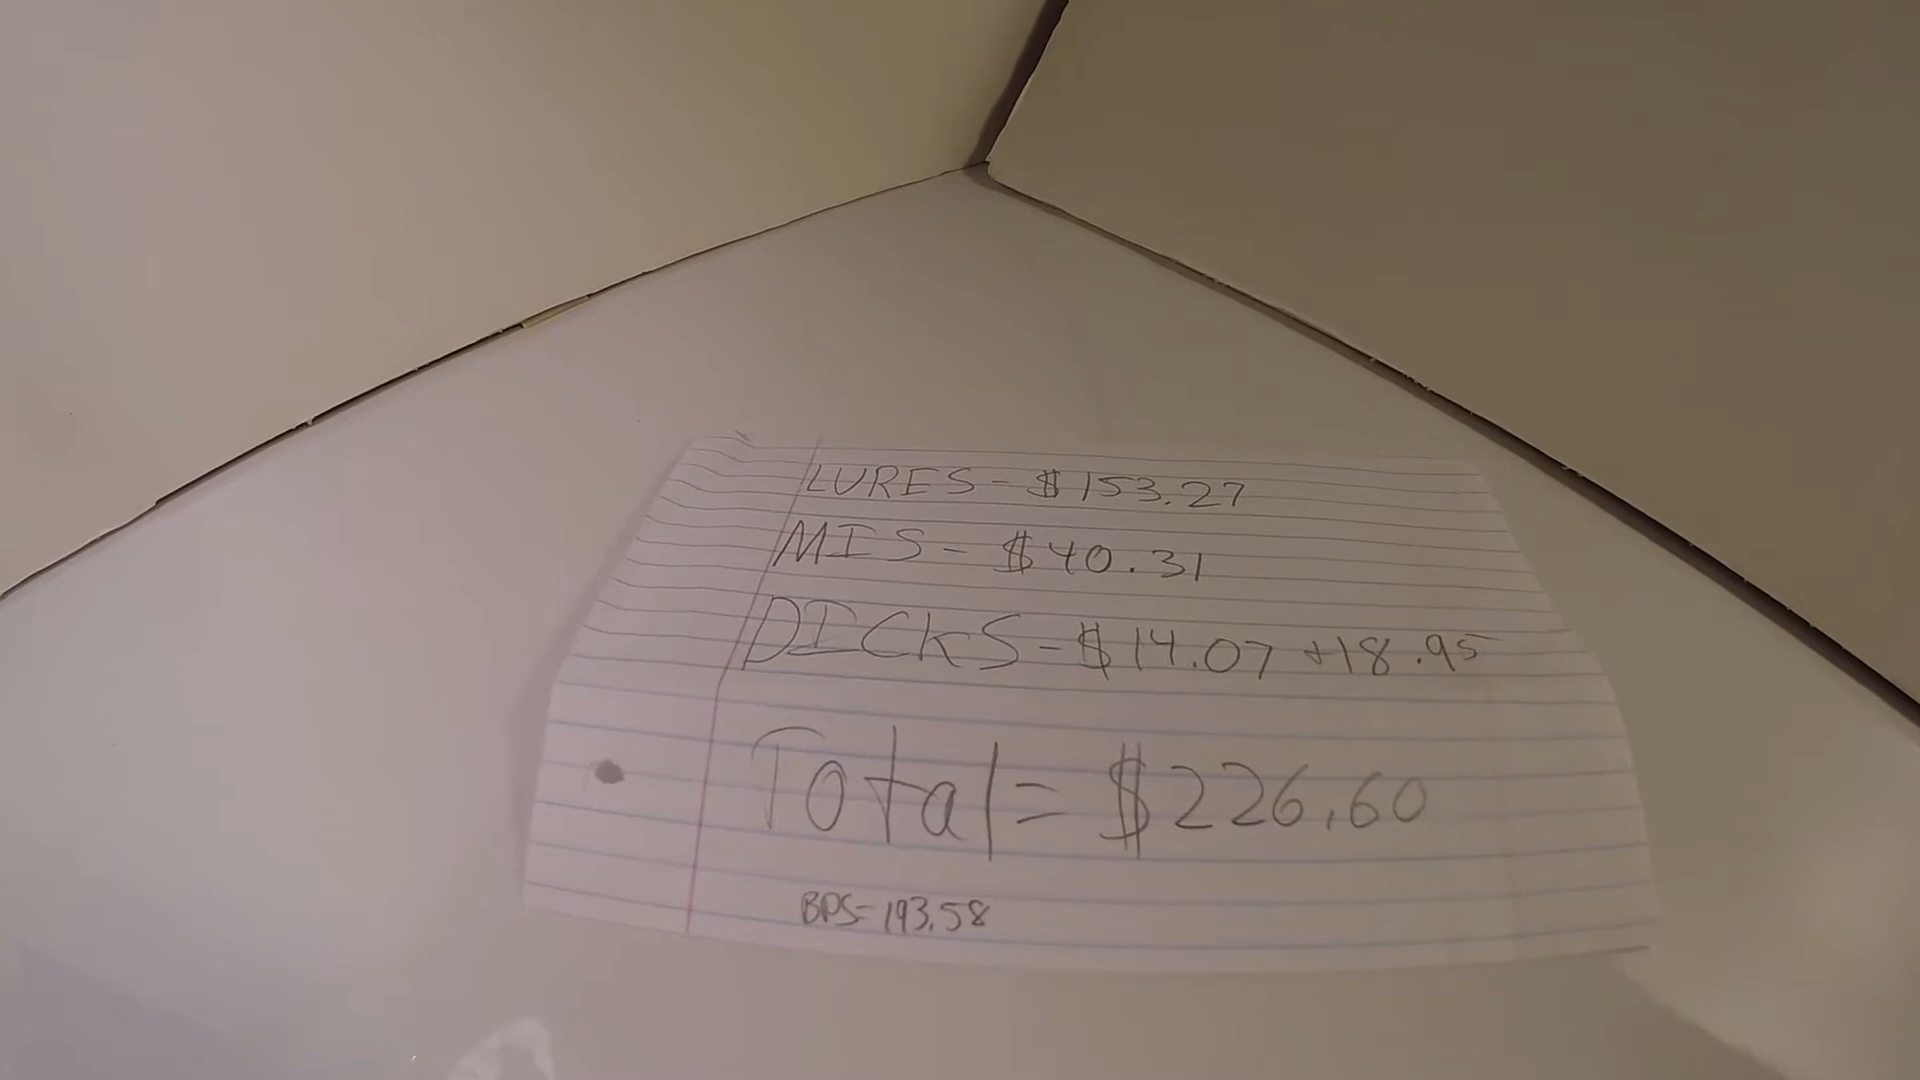 LURES - $153.27
MIS - $40.31
DICKS - $14.07 + 18.95
Total = $226.60
BPS = 193.58